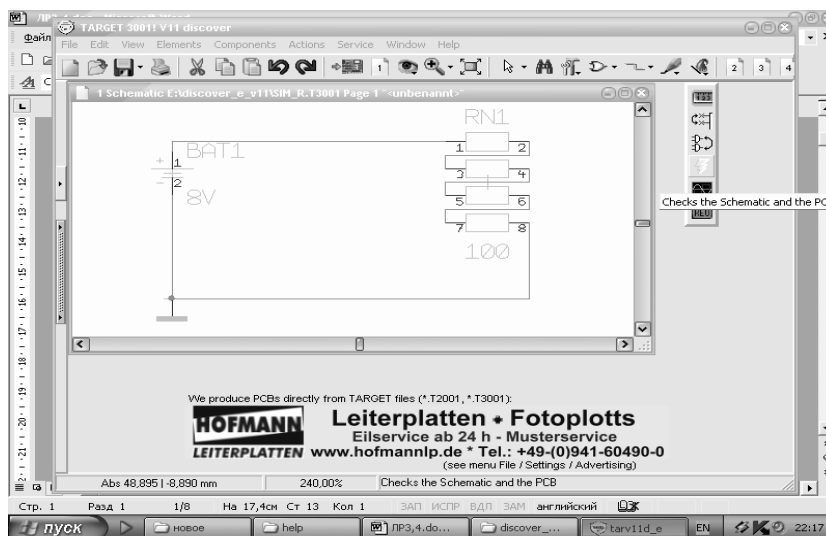 TARGET 3001! V11 discover
Файл
File Edit View Elements Components Actions Service Window Help
1 Schematic E:\discover_e_v11\SIM_R.T3001 Page 1 "<unbenannt>"
RN1
BAT1
1 2
3 4
5 6
7 8
+ 1
- 2
8V
100
Checks the Schematic and the PC
We produce PCBs directly from TARGET files (*.T2001, *.T3001):
HOFMANN
LEITERPLATTEN
Leiterplatten + Fotoplotts
Eilservice ab 24 h - Musterservice
www.hofmannlp.de * Tel.: +49-(0)941-60490-0
(see menu File / Settings / Advertising)
Abs 48,895 | -8,890 mm 240,00% Checks the Schematic and the PCB
Стр. 1 Разд 1 1/8 На 17,4см Ст 13 Кол 1 ЗАП ИСПР ВДЛ ЗАМ английский
пуск новое help ЛР3,4.do... discover_... tarv11d_e EN 22:17